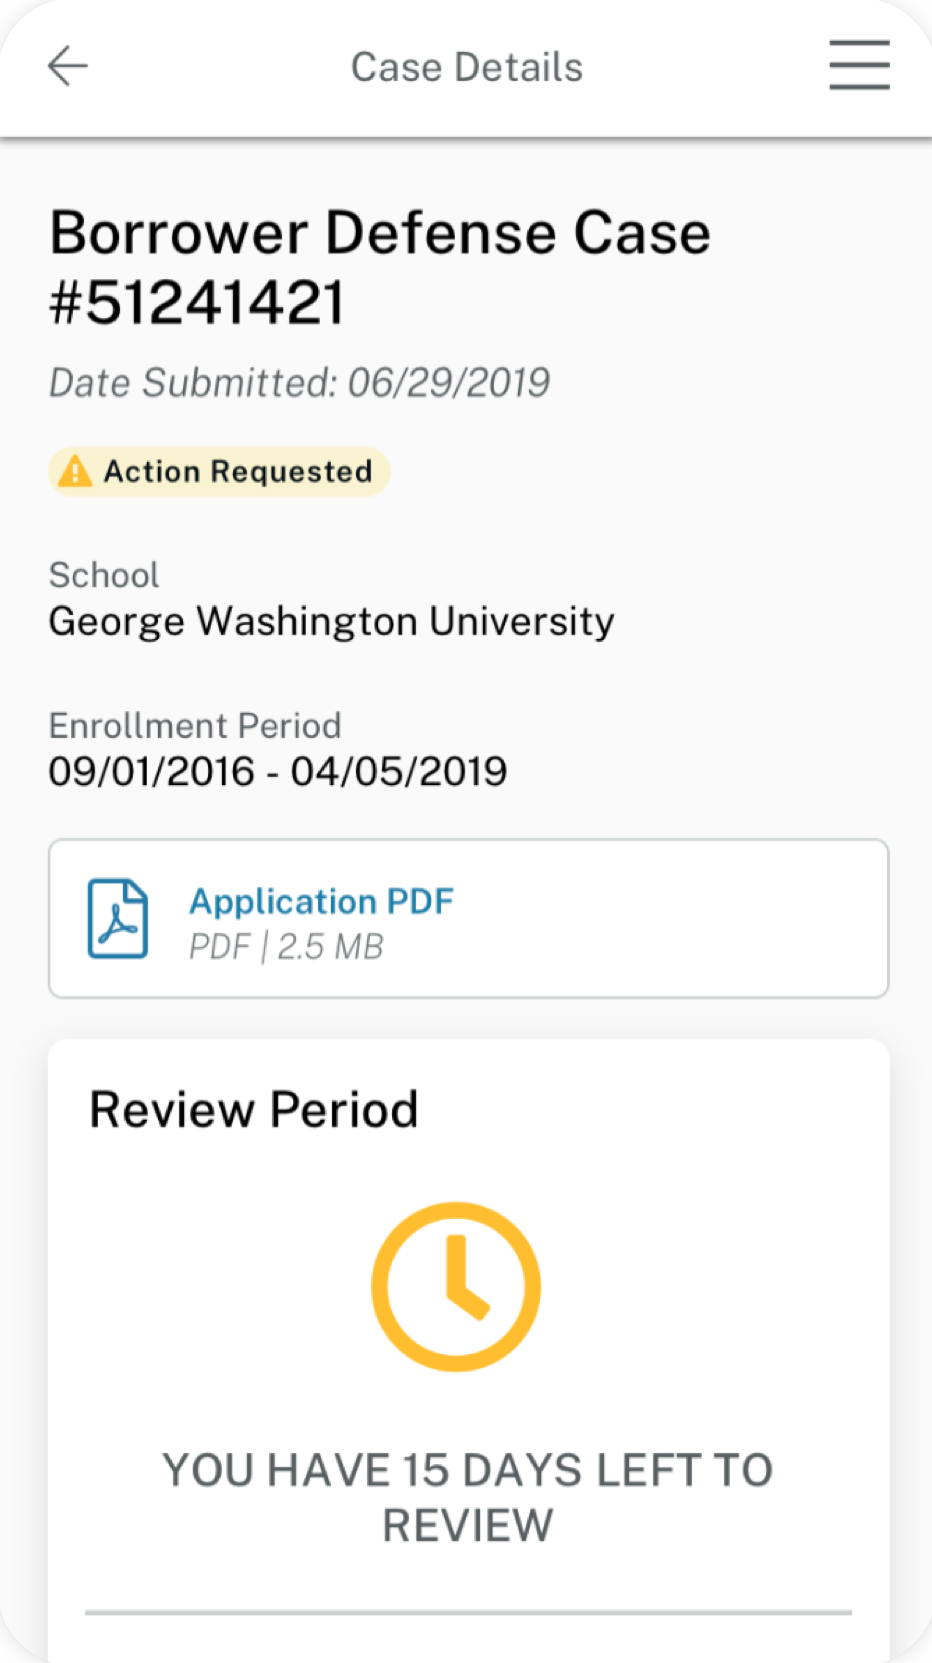 Case Details
Borrower Defense Case
#51241421
Date Submitted: 06/29/2019
Action Requested
School
George Washington University
Enrollment Period
09/01/2016 - 04/05/2019
Application PDF
PDF | 2.5 MB
Review Period
YOU HAVE 15 DAYS LEFT TO
REVIEW